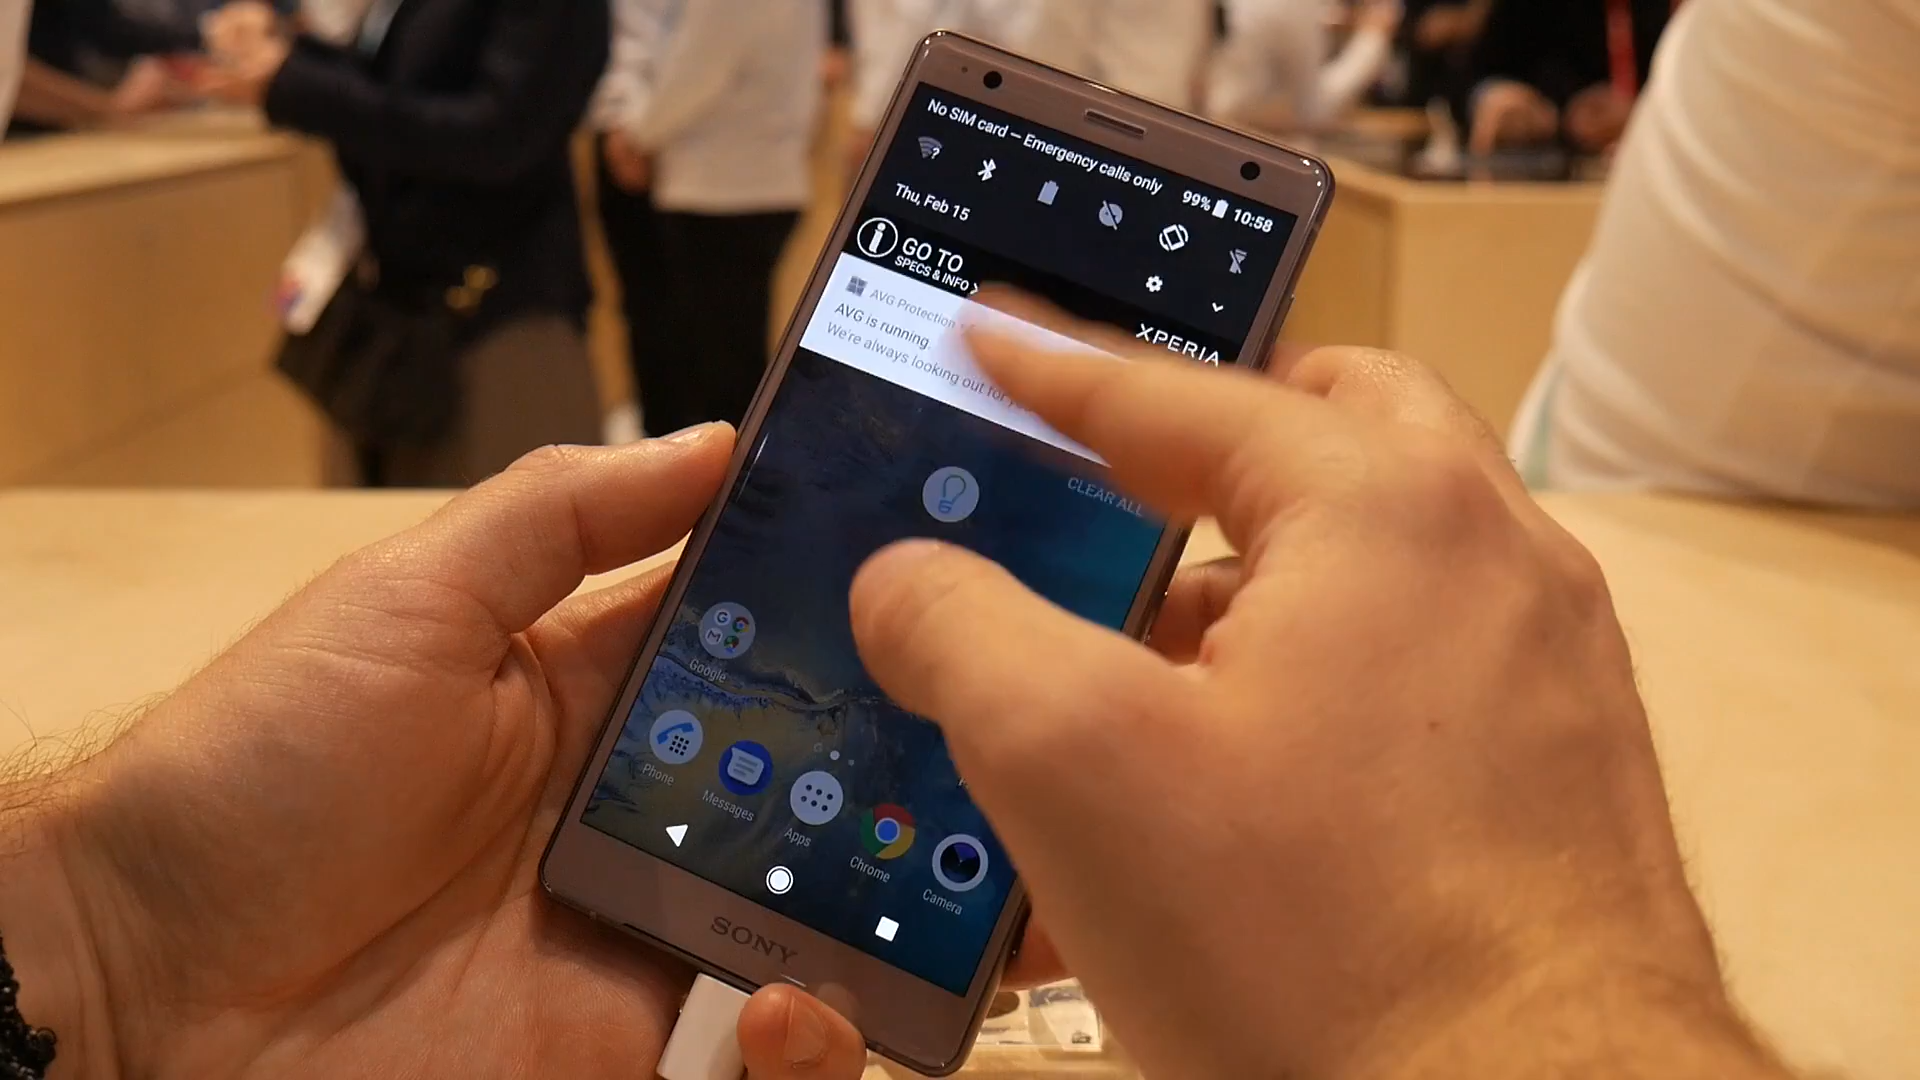 No SIM card — Emergency calls only 99% 10:58
Thu, Feb 15
GO TO
SPECS & INFO
AVG Protection
XPERIA
AVG is running.
We're always looking out for
CLEAR ALL
Google
Phone
Messages
Apps
Chrome
Camera
SONY